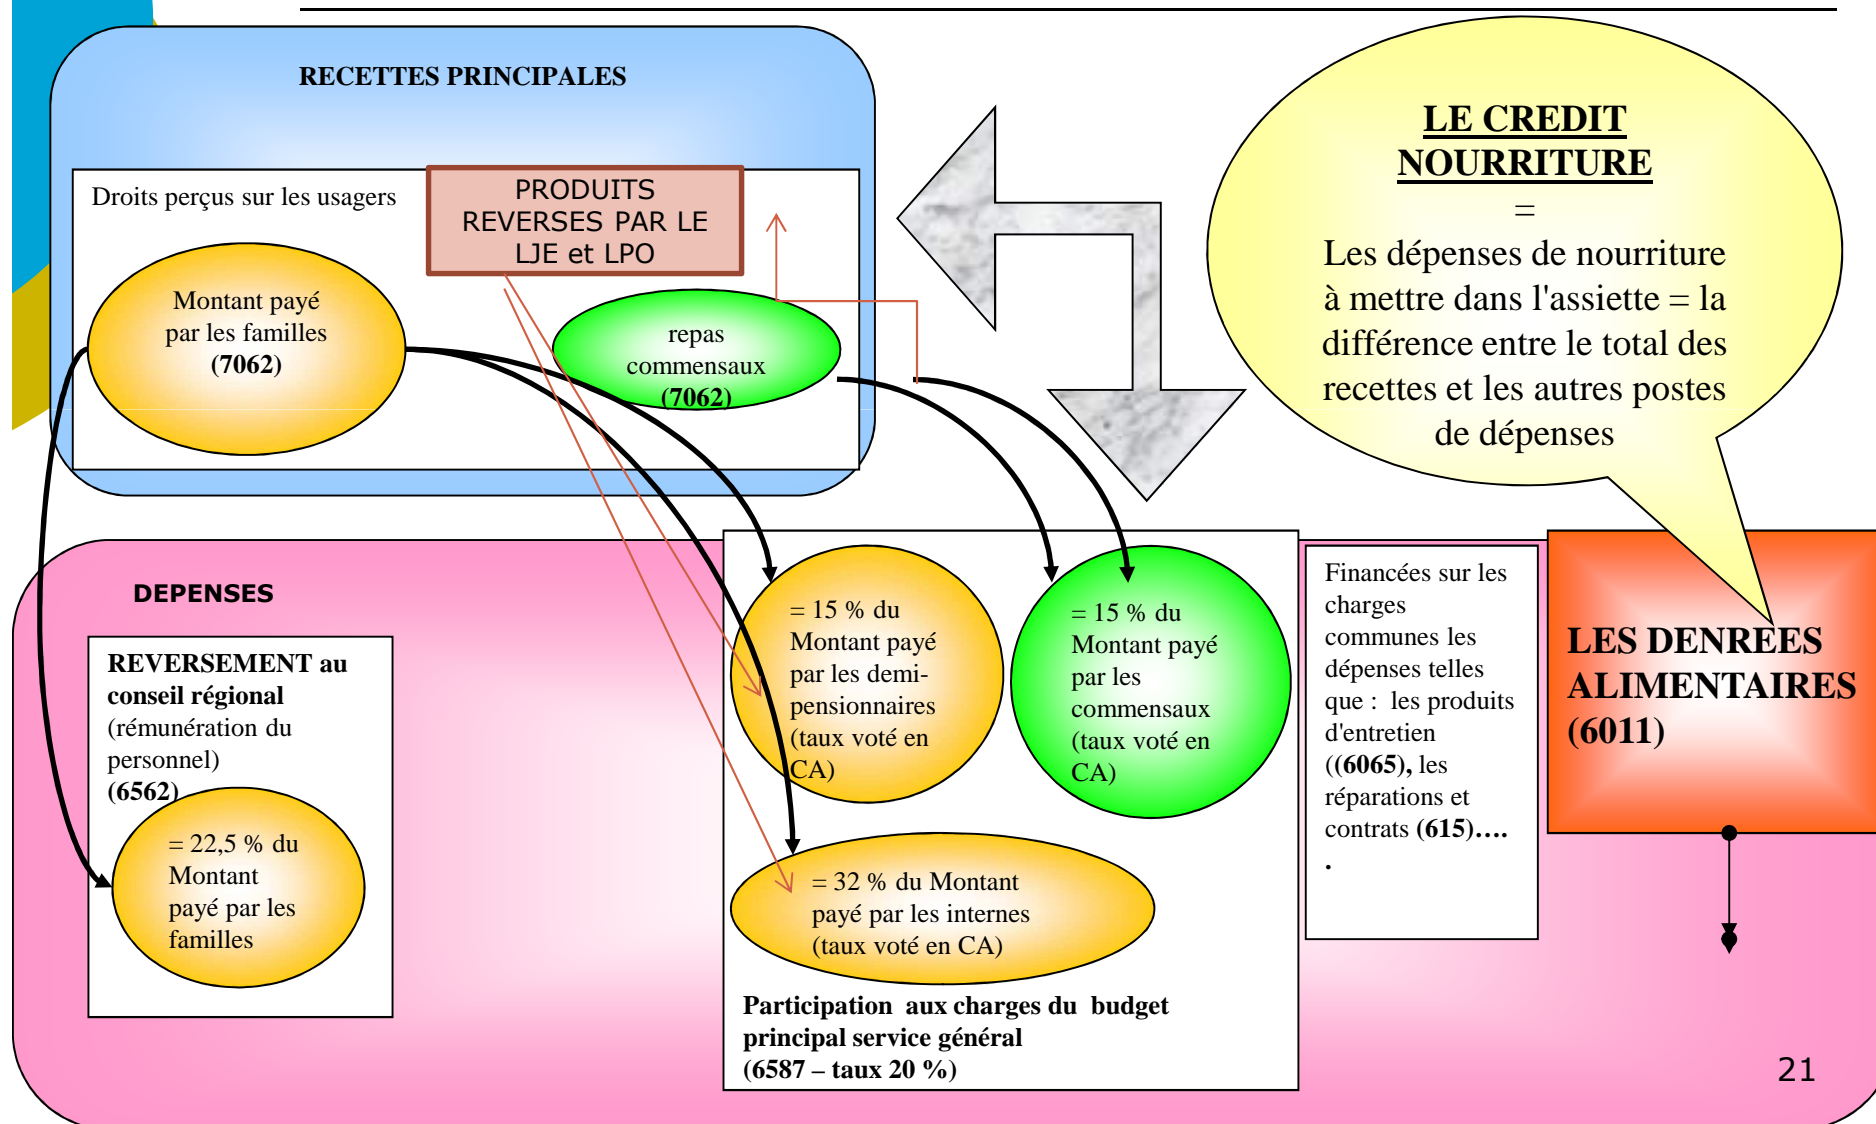 RECETTES PRINCIPALES
Droits perçus sur les usagers
PRODUITS
REVERSES PAR LE
LJE et LPO
Montant payé
par les familles
(7062)
repas
commensaux
(7062)
LE CREDIT
NOURRITURE
=
Les dépenses de nourriture
à mettre dans l'assiette = la
différence entre le total des
recettes et les autres postes
de dépenses
DEPENSES
REVERSEMENT au
conseil régional
(rémunération du
personnel)
(6562)
= 22,5 % du
Montant
payé par les
familles
= 15 % du
Montant payé
par les demi-
pensionnaires
(taux voté en
CA)
= 15 % du
Montant payé
par les
commensaux
(taux voté en
CA)
= 32 % du Montant
payé par les internes
(taux voté en CA)
Participation aux charges du budget
principal service général
(6587 – taux 20 %)
Financées sur les
charges
communes les
dépenses telles
que : les produits
d'entretien
((6065), les
réparations et
contrats (615)….
.
LES DENREES
ALIMENTAIRES
(6011)
21